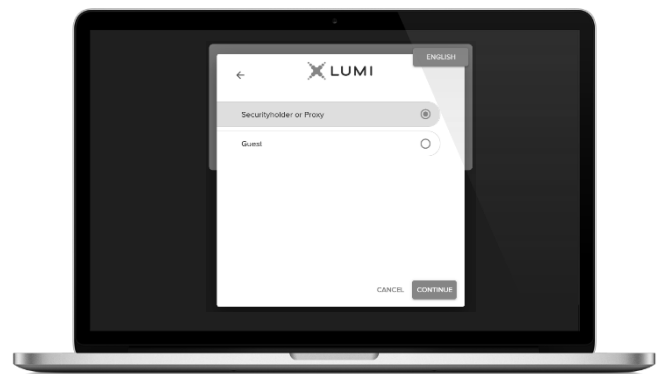 ENGLISH
LUMI
Securityholder or Proxy
Guest
CANCEL
CONTINUE